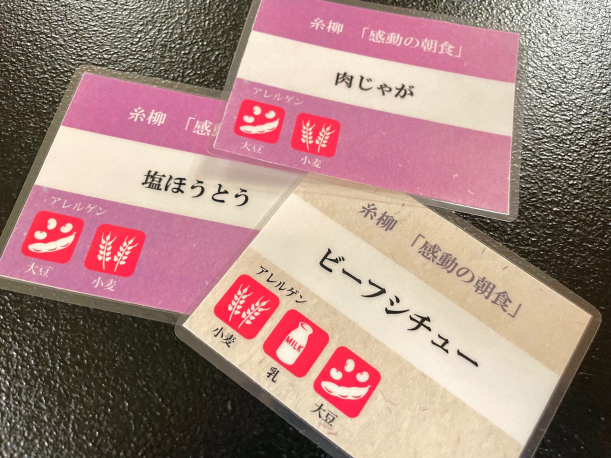 糸柳 「感動の朝食」
肉じゃが
アレルゲン
大豆 小麦
糸柳 「感
塩ほうとう
アレルゲン
大豆 小麦
糸柳 「感動の朝食」
ビーフシチュー
アレルゲン
MILK
小麦 乳 大豆